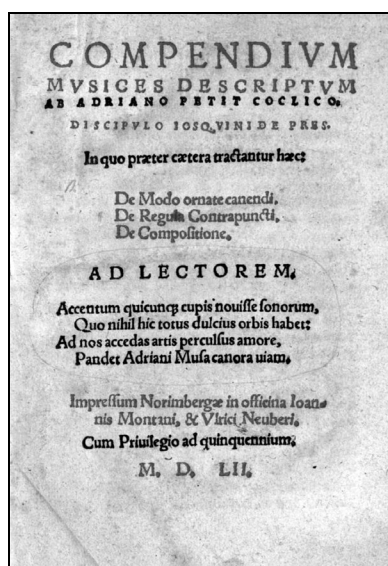 COMPENDIVM
MVSICES DESCRIPTVM
AB ADRIANO PETIT COCLICO.
DISCIPVLO IOSQVINI DE PRES.
In quo præter cætera tractantur hæc:
De Modo ornate canendi,
De Regula Contrapuncti,
De Compoſitione,
AD LECTOREM.
Accentum quicunq; cupis nouiſſe ſonorum,
Quo nihil hic totus dulcius orbis habet:
Ad nos accedas artis perculſus amore,
Pandet Adriani Muſa canora uiam.
Impreſſum Norimbergæ in officina Ioan=
nis Montani, & Vlrici Neuberi.
Cum Priuilegio ad quinquennium.
M. D. LII.